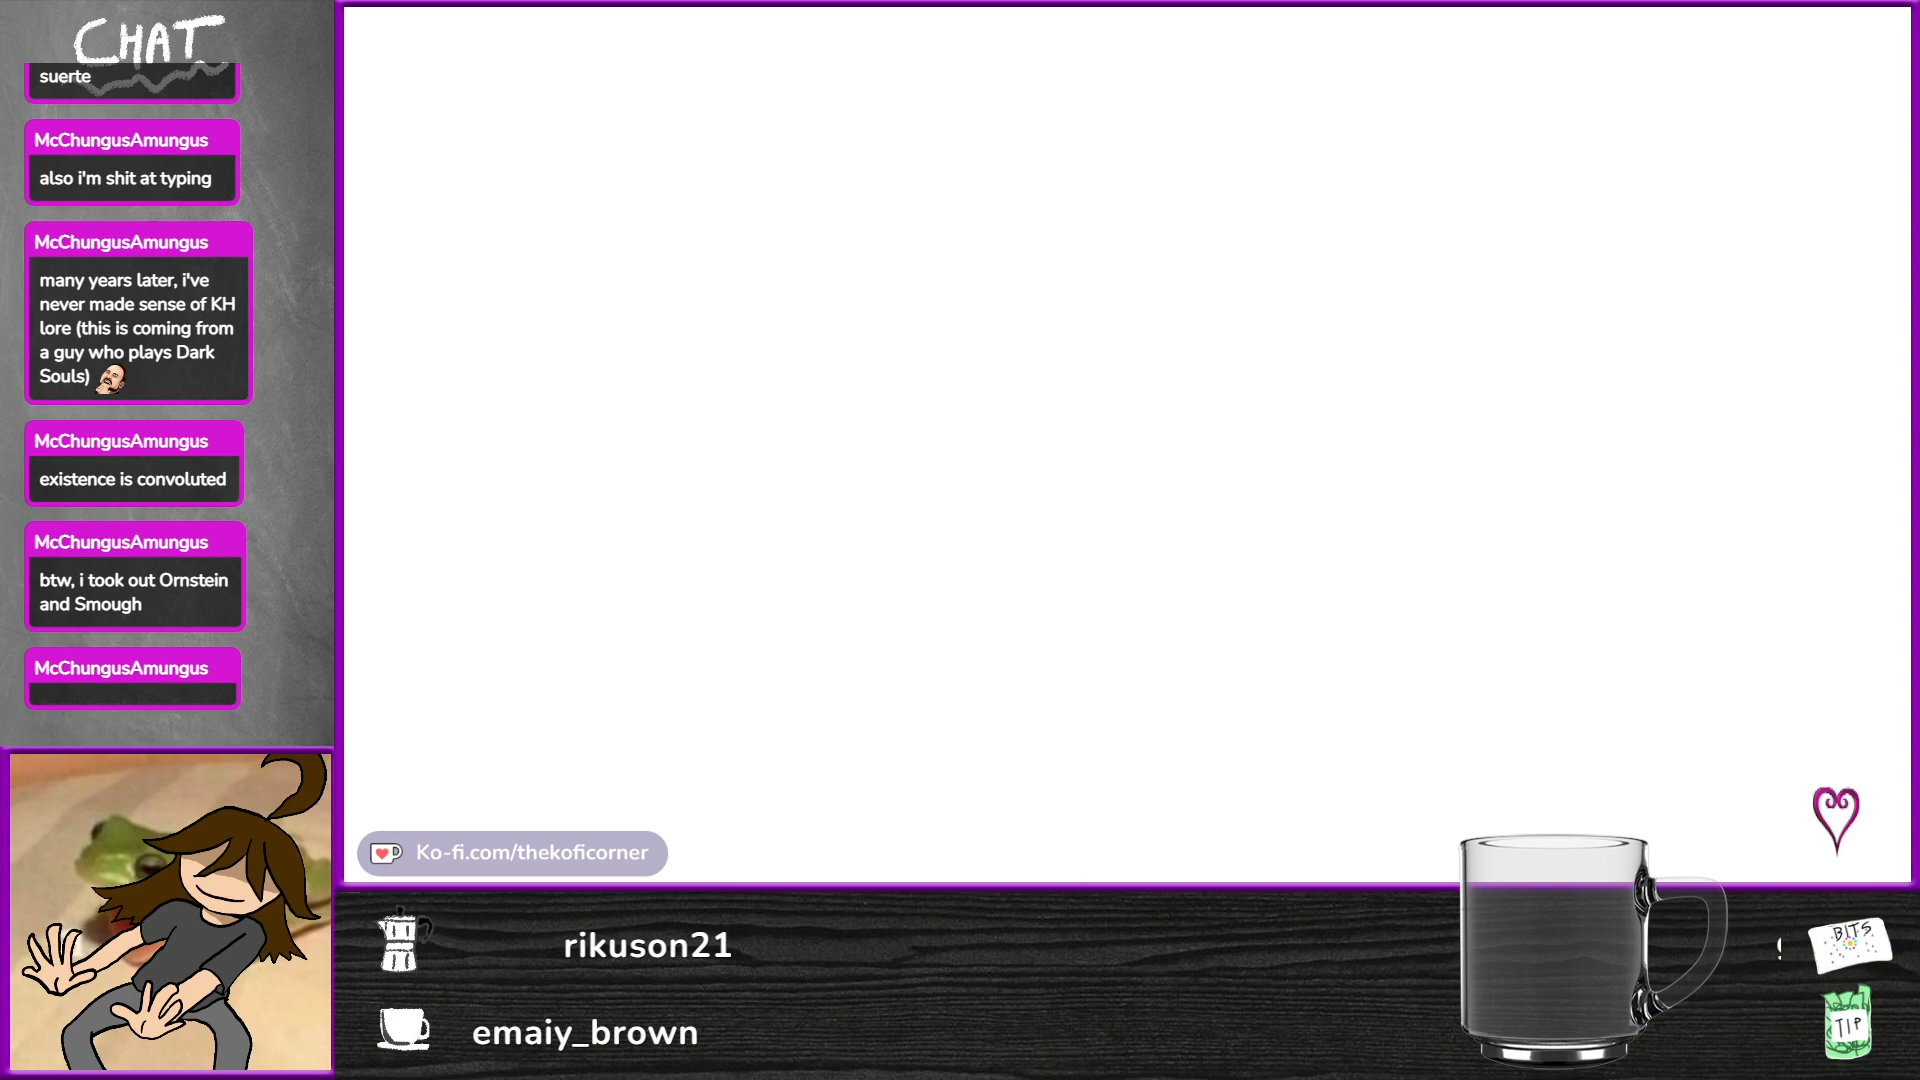 CHAT
suerte
McChungusAmungus
also i'm shit at typing
McChungusAmungus
many years later, i've
never made sense of KH
lore (this is coming from
a guy who plays Dark
Souls)
McChungusAmungus
existence is convoluted
McChungusAmungus
btw, i took out Ornstein
and Smough
McChungusAmungus
Ko-fi.com/thekoficorner
rikuson21
emaiy_brown
BITS
TIP